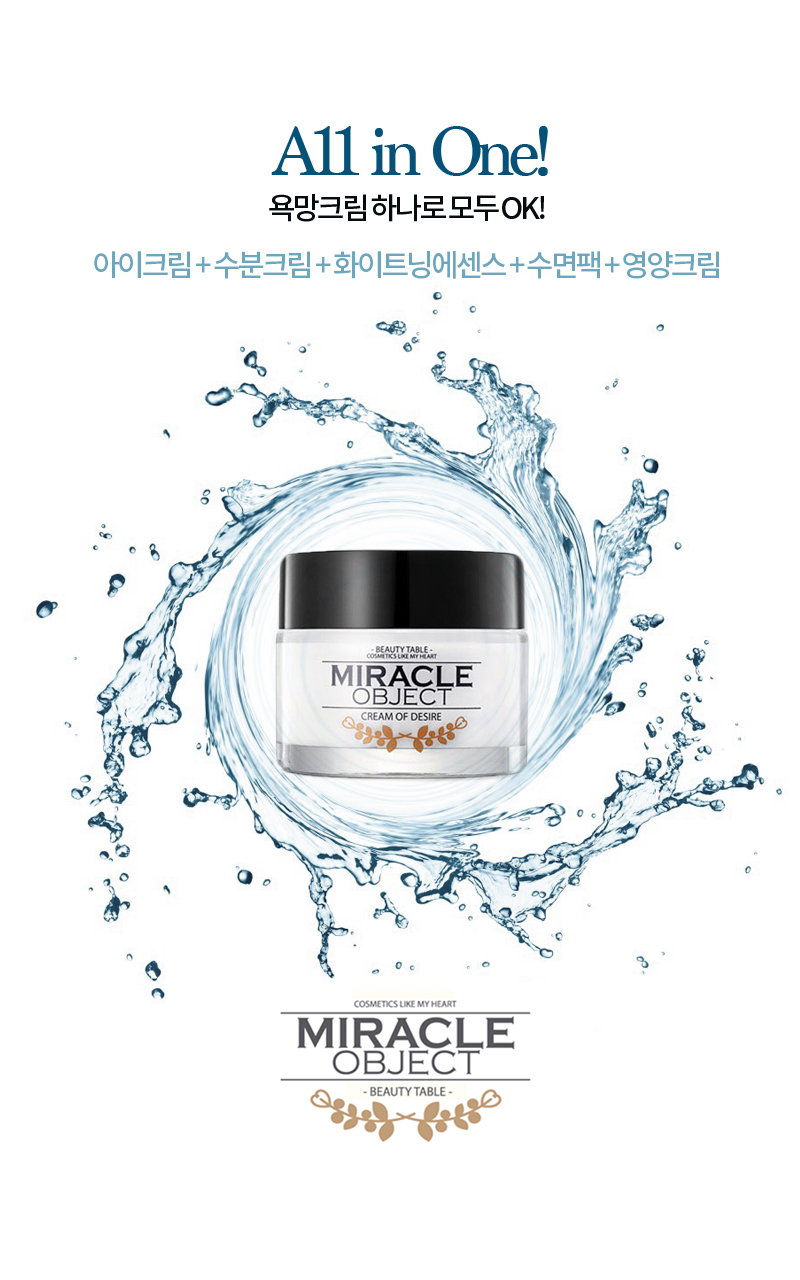 All in One!
욕망크림 하나로 모두 OK!
아이크림 + 수분크림 + 화이트닝에센스 + 수면팩 + 영양크림
- BEAUTY TABLE -
COSMETICS LIKE MY HEART
MIRACLE
OBJECT
CREAM OF DESIRE
COSMETICS LIKE MY HEART
MIRACLE
OBJECT
- BEAUTY TABLE -